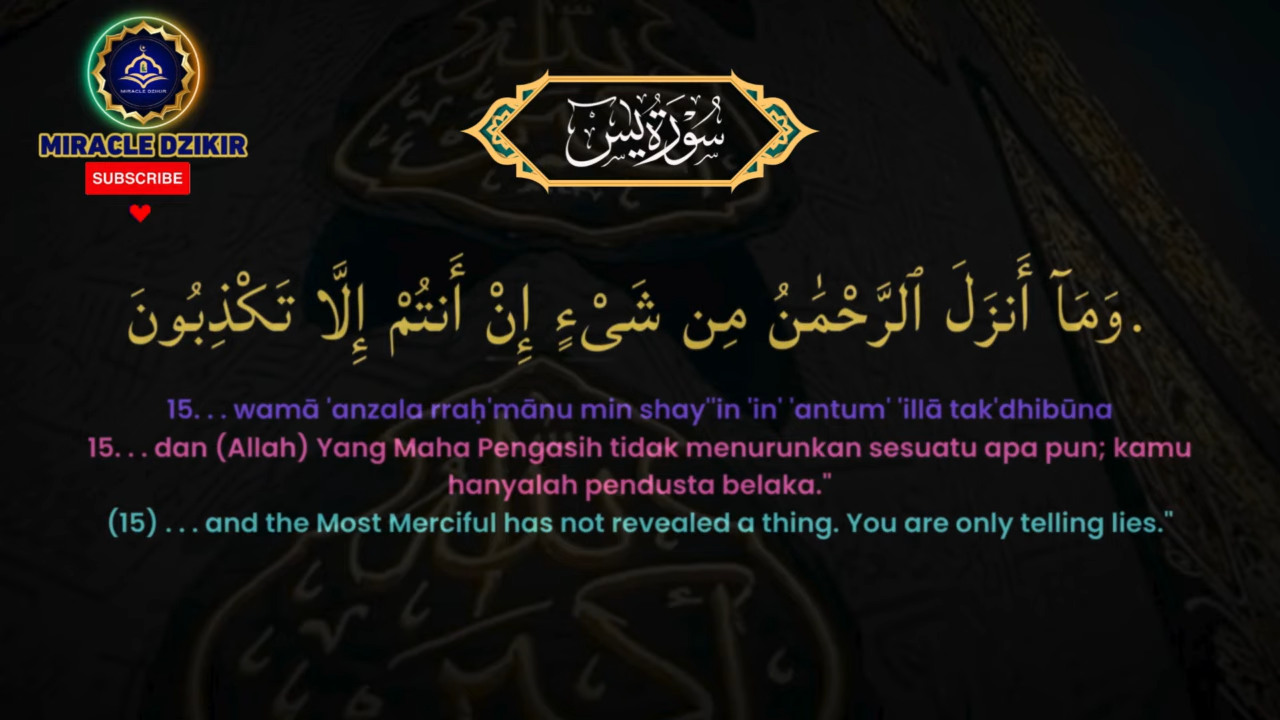 MIRACLE DZIKIR
MIRACLE DZIKIR
SUBSCRIBE
سُوْرَةُ يٰسٓ
.وَمَآ أَنزَلَ ٱلرَّحْمَـٰنُ مِن شَىْءٍ إِنْ أَنتُمْ إِلَّا تَكْذِبُونَ
15. . . wamā 'anzala rraḥ'mānu min shay''in 'in' 'antum' 'illā tak'dhibūna
15. . . dan (Allah) Yang Maha Pengasih tidak menurunkan sesuatu apa pun; kamu
hanyalah pendusta belaka."
(15) . . . and the Most Merciful has not revealed a thing. You are only telling lies."